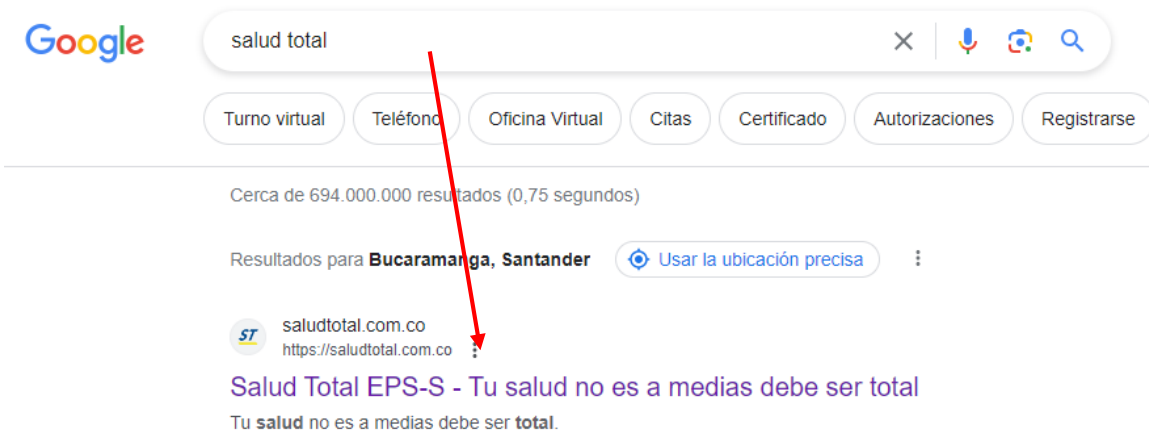 Google
salud total
Turno virtual Teléfono Oficina Virtual Citas Certificado Autorizaciones Registrarse
Cerca de 694.000.000 resultados (0,75 segundos)
Resultados para Bucaramanga, Santander Usar la ubicación precisa
ST
saludtotal.com.co
https://saludtotal.com.co
Salud Total EPS-S - Tu salud no es a medias debe ser total
Tu salud no es a medias debe ser total.